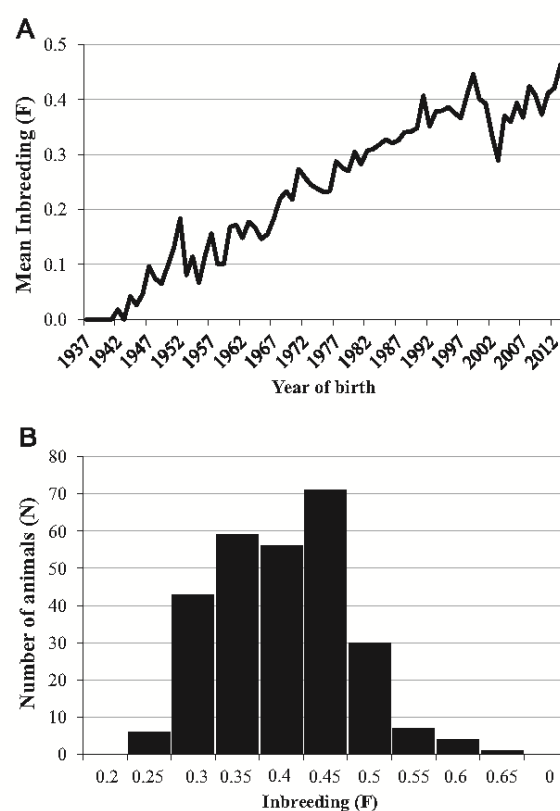 A
0.5
0.4
0.3
0.2
0.1
0.0
Mean Inbreeding (F)
1937 1942 1947 1952 1957 1962 1967 1972 1977 1982 1987 1992 1997 2002 2007 2012
Year of birth
B
80
70
60
50
40
30
20
10
0
Number of animals (N)
0.2 0.25 0.3 0.35 0.4 0.45 0.5 0.55 0.6 0.65 0
Inbreeding (F)